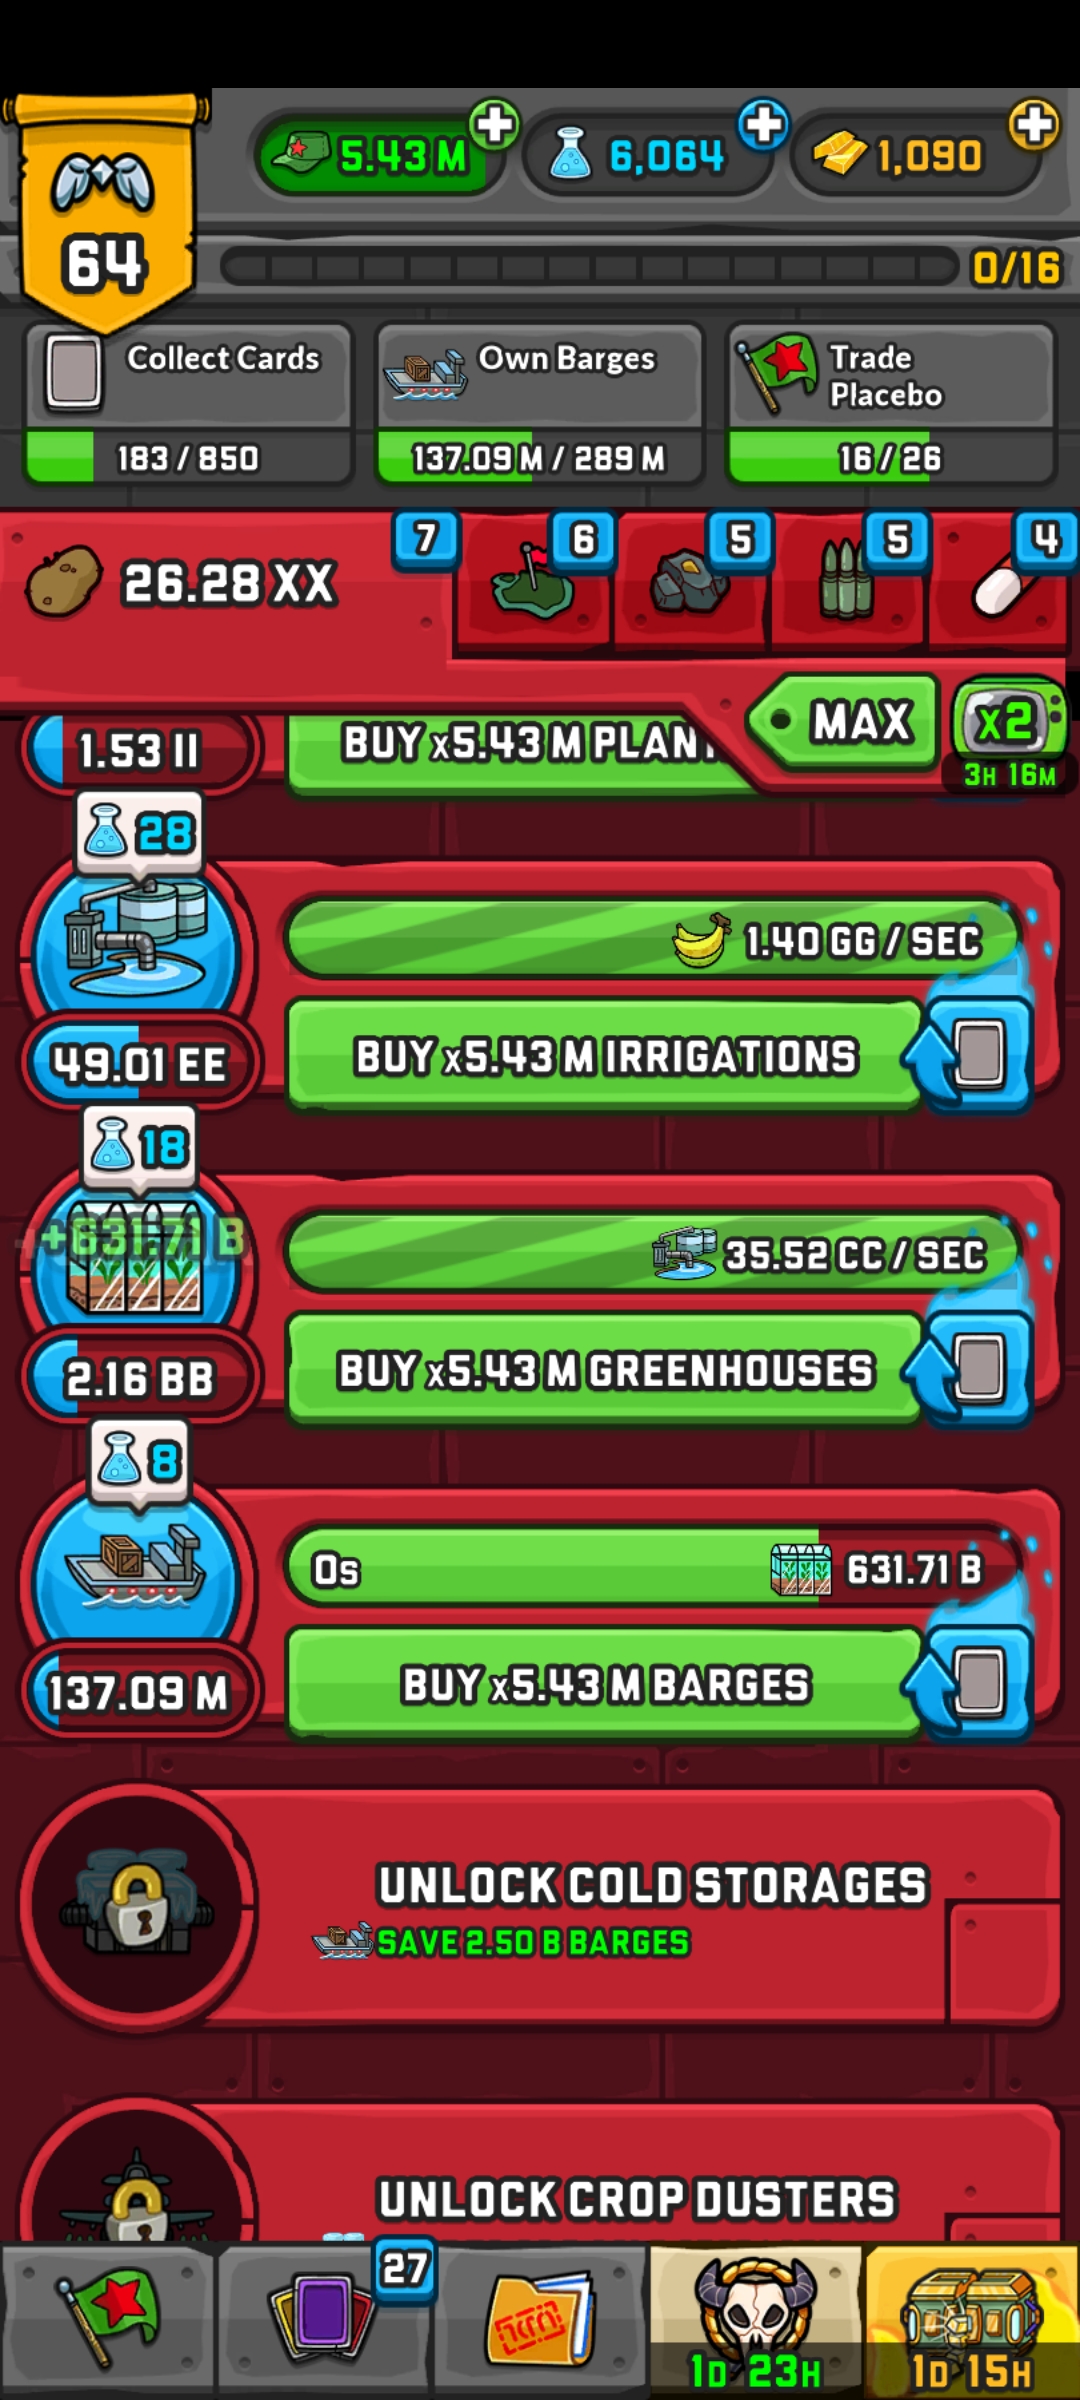 5.43 M
6,064
1,090
64
0/16
Collect Cards
183 / 850
Own Barges
137.09 M / 289 M
Trade
Placebo
16 / 26
26.28 XX
7
6
5
5
4
MAX
X2
3H 16M
1.53 II
BUY x5.43 M PLAN
28
1.40 GG / SEC
49.01 EE
BUY x5.43 M IRRIGATIONS
18
+631.71 B
35.52 CC / SEC
2.16 BB
BUY x5.43 M GREENHOUSES
8
0s
631.71 B
137.09 M
BUY x5.43 M BARGES
UNLOCK COLD STORAGES
SAVE 2.50 B BARGES
UNLOCK CROP DUSTERS
27
1D 23H
1D 15H